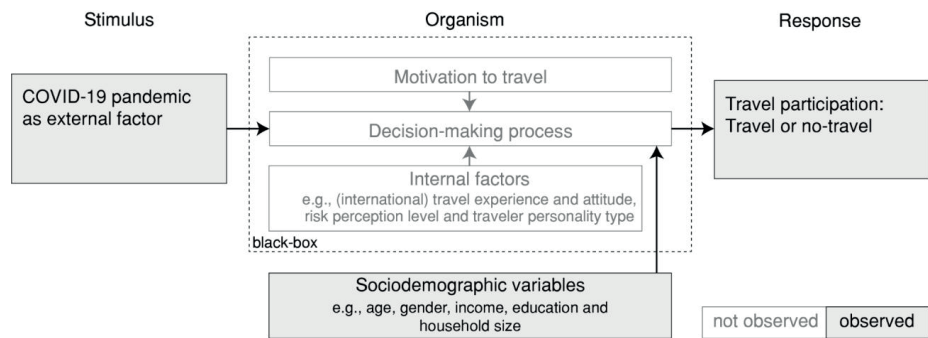 Stimulus
Organism
Response
COVID-19 pandemic
as external factor
Motivation to travel
Decision-making process
Internal factors
e.g., (international) travel experience and attitude,
risk perception level and traveler personality type
black-box
Travel participation:
Travel or no-travel
Sociodemographic variables
e.g., age, gender, income, education and
household size
not observed
observed